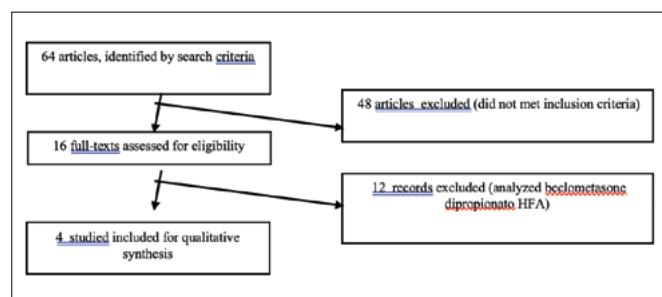 64 articles, identified by search criteria
48 articles excluded (did not met inclusion criteria)
16 full-texts assessed for eligibility
12 records excluded (analyzed beclometasone
dipropionato HFA)
4 studied included for qualitative
synthesis